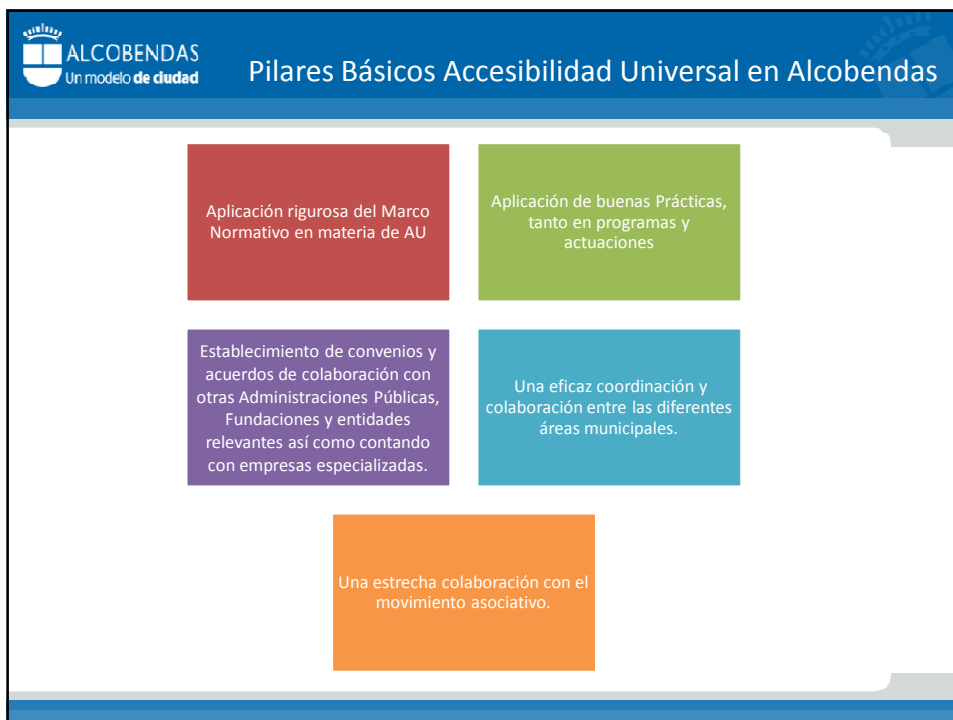 ALCOBENDAS
Un modelo de ciudad
Pilares Básicos Accesibilidad Universal en Alcobendas
Aplicación rigurosa del Marco
Normativo en materia de AU
Aplicación de buenas Prácticas,
tanto en programas y
actuaciones
Establecimiento de convenios y
acuerdos de colaboración con
otras Administraciones Públicas,
Fundaciones y entidades
relevantes así como contando
con empresas especializadas.
Una eficaz coordinación y
colaboración entre las diferentes
áreas municipales.
Una estrecha colaboración con el
movimiento asociativo.